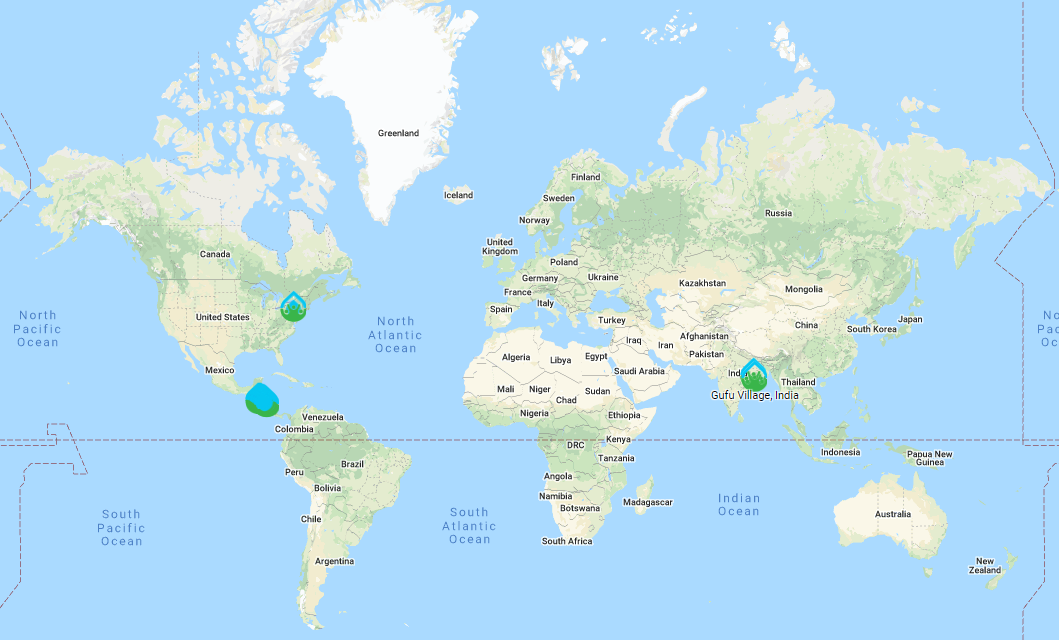 Greenland
Iceland
Finland
Sweden
Norway
Russia
United
Kingdom
Canada
Poland
Germany
Ukraine
France
Kazakhstan
Mongolia
Italy
Spain
United States
Turkey
North
Pacific
Ocean
North
Atlantic
Ocean
Japan
South Korea
China
No
Pac
Oc
Afghanistan
Iraq
Iran
Pakistan
Algeria
Libya
Egypt
Saudi Arabia
Mexico
Ind
Thailand
Gufu Village, India
Mali
Niger
Chad
Sudan
Nigeria
Ethiopia
Venezuela
Colombia
DRC
Kenya
Tanzania
Indonesia
Papua New
Guinea
Brazil
Peru
Bolivia
Angola
Namibia
Botswana
Madagascar
Indian
Ocean
South
Pacific
Ocean
South
Atlantic
Ocean
Chile
Australia
South Africa
Argentina
New
Zealand